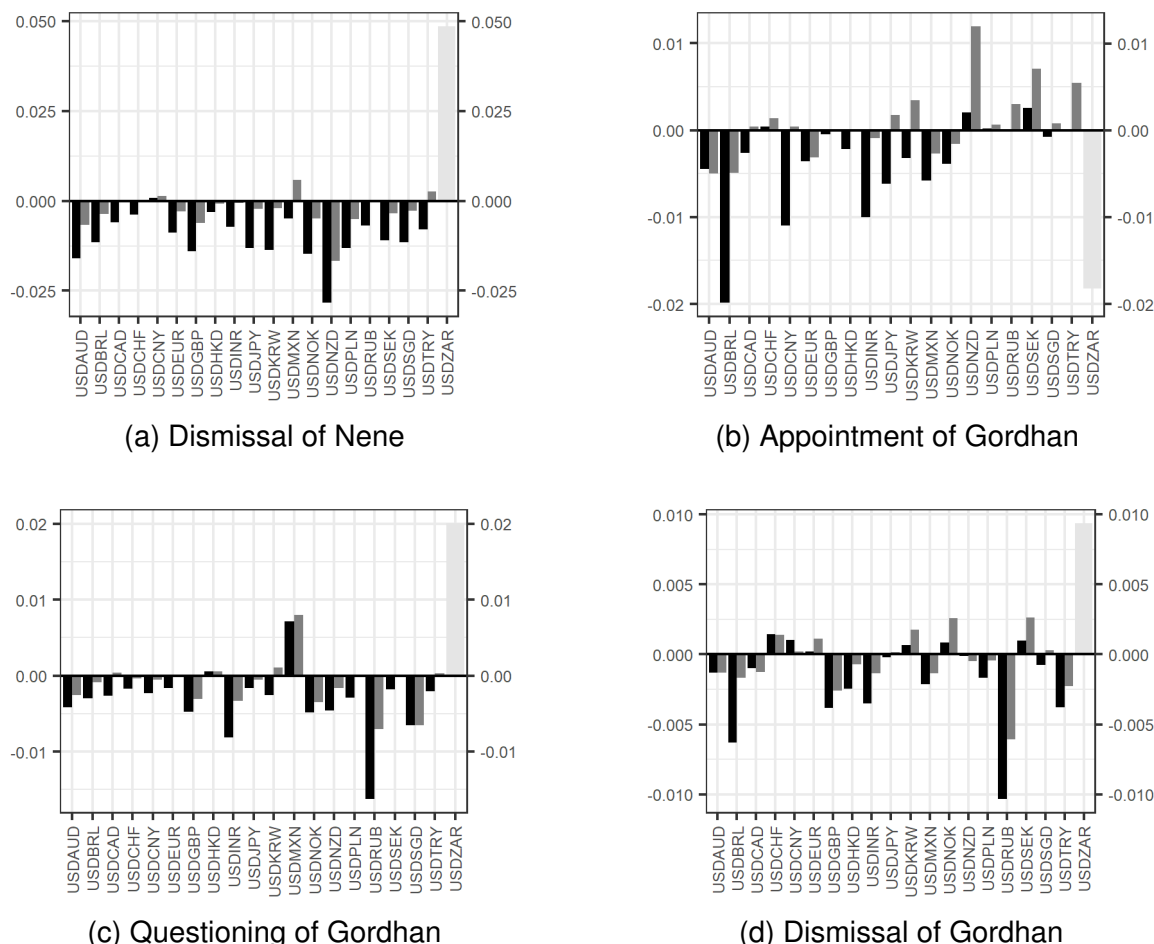 0.050
0.025
0.000
-0.025
0.050
0.025
0.000
-0.025
USDAUD
USDBRL
USDCAD
USDCHF
USDCNY
USDEUR
USDGBP
USDHKD
USDINR
USDJPY
USDKRW
USDMXN
USDNOK
USDNZD
USDPLN
USDRUB
USDSEK
USDSGD
USDTRY
USDZAR
(a) Dismissal of Nene
0.01
0.00
-0.01
-0.02
0.01
0.00
-0.01
-0.02
USDAUD
USDBRL
USDCAD
USDCHF
USDCNY
USDEUR
USDGBP
USDHKD
USDINR
USDJPY
USDKRW
USDMXN
USDNOK
USDNZD
USDPLN
USDRUB
USDSEK
USDSGD
USDTRY
USDZAR
(b) Appointment of Gordhan
0.02
0.01
0.00
-0.01
0.02
0.01
0.00
-0.01
USDAUD
USDBRL
USDCAD
USDCHF
USDCNY
USDEUR
USDGBP
USDHKD
USDINR
USDJPY
USDKRW
USDMXN
USDNOK
USDNZD
USDPLN
USDRUB
USDSEK
USDSGD
USDTRY
USDZAR
(c) Questioning of Gordhan
0.010
0.005
0.000
-0.005
-0.010
0.010
0.005
0.000
-0.005
-0.010
USDAUD
USDBRL
USDCAD
USDCHF
USDCNY
USDEUR
USDGBP
USDHKD
USDINR
USDJPY
USDKRW
USDMXN
USDNOK
USDNZD
USDPLN
USDRUB
USDSEK
USDSGD
USDTRY
USDZAR
(d) Dismissal of Gordhan